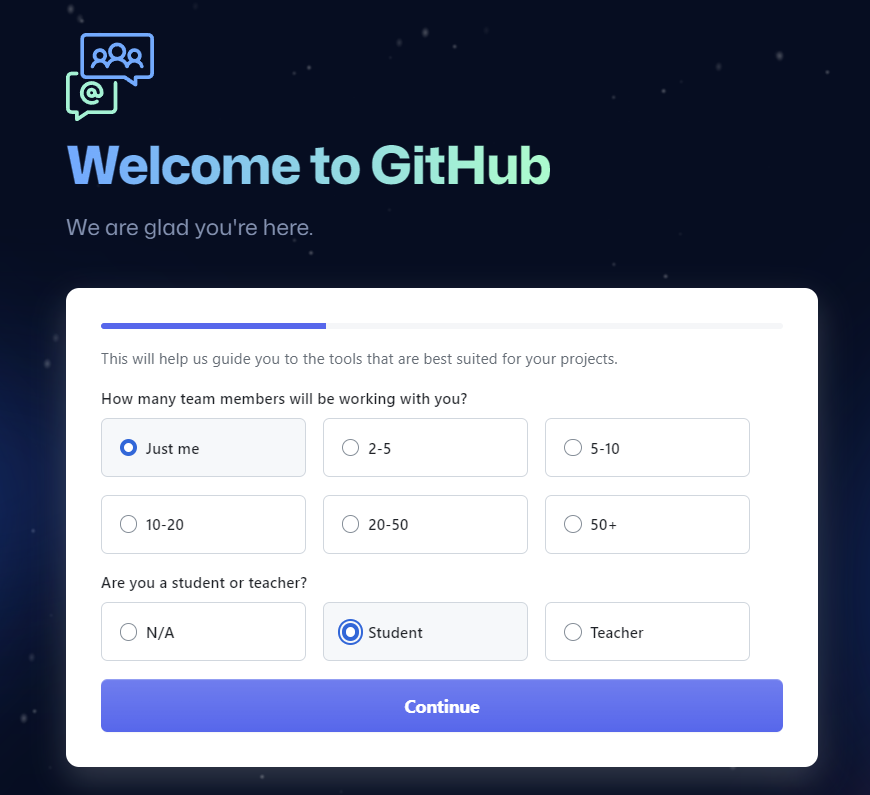 @
Welcome to GitHub
We are glad you're here.
This will help us guide you to the tools that are best suited for your projects.
How many team members will be working with you?
Just me
2-5
5-10
10-20
20-50
50+
Are you a student or teacher?
N/A
Student
Teacher
Continue